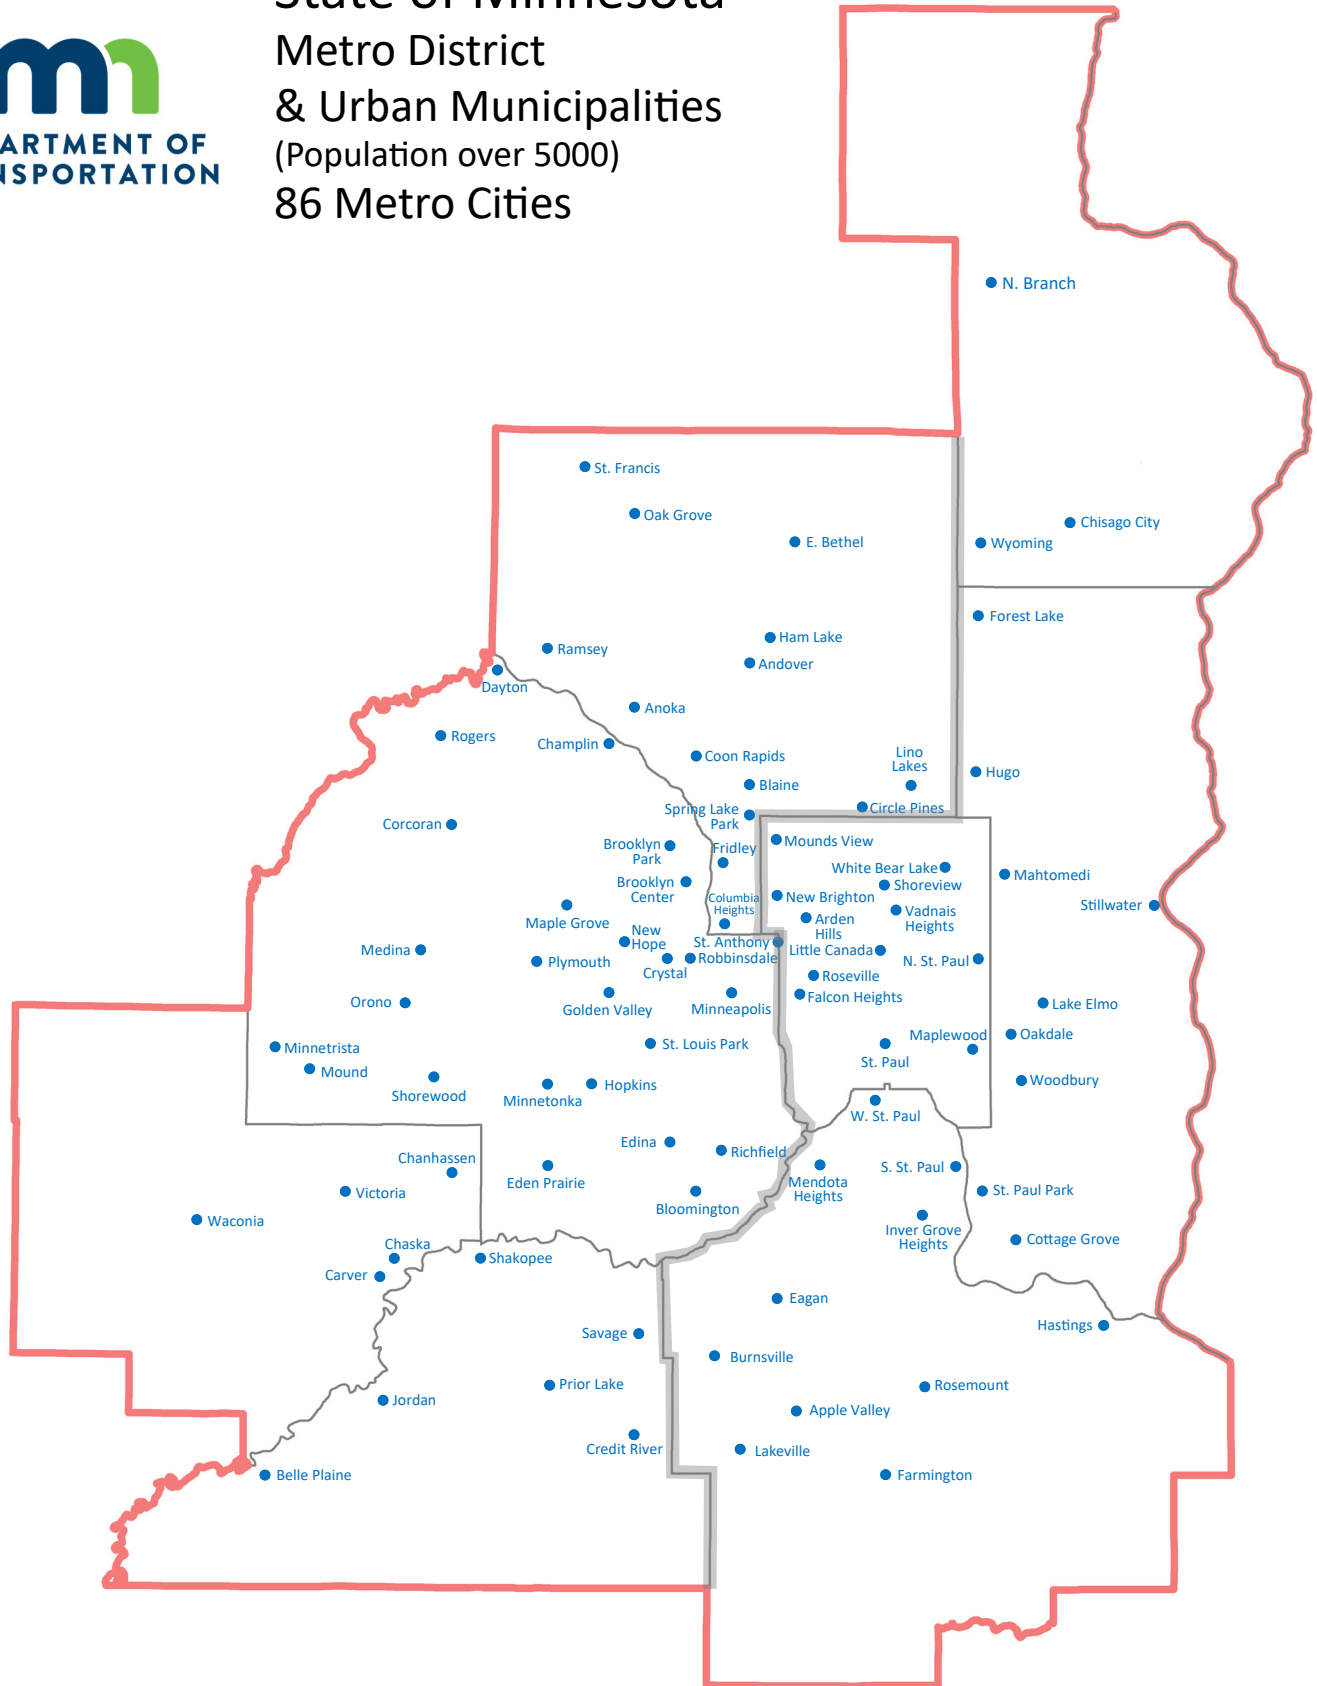 State of Minnesota
Metro District
& Urban Municipalities
(Population over 5000)
86 Metro Cities
ARTMENT OF
NSPORTATION
N. Branch
St. Francis
Oak Grove
E. Bethel
Chisago City
Wyoming
Forest Lake
Ham Lake
Ramsey
Andover
Dayton
Anoka
Rogers
Champlin
Coon Rapids
Lino
Lakes
Hugo
Blaine
Circle Pines
Spring Lake
Park
Corcoran
Mounds View
Brooklyn
Park
Fridley
White Bear Lake
Mahtomedi
Brooklyn
Center
Shoreview
Columbia
Heights
New Brighton
Stillwater
Vadnais
Heights
Maple Grove
Arden
Hills
New
Hope
St. Anthony
Medina
Little Canada
Plymouth
Crystal
Robbinsdale
N. St. Paul
Roseville
Orono
Golden Valley
Minneapolis
Falcon Heights
Lake Elmo
Maplewood
Oakdale
Minnetrista
St. Louis Park
St. Paul
Mound
Woodbury
Shorewood
Minnetonka
Hopkins
W. St. Paul
Edina
Richfield
Chanhassen
Eden Prairie
Mendota
Heights
S. St. Paul
Victoria
Bloomington
St. Paul Park
Waconia
Inver Grove
Heights
Cottage Grove
Chaska
Shakopee
Carver
Eagan
Hastings
Savage
Burnsville
Prior Lake
Rosemount
Jordan
Apple Valley
Credit River
Lakeville
Belle Plaine
Farmington